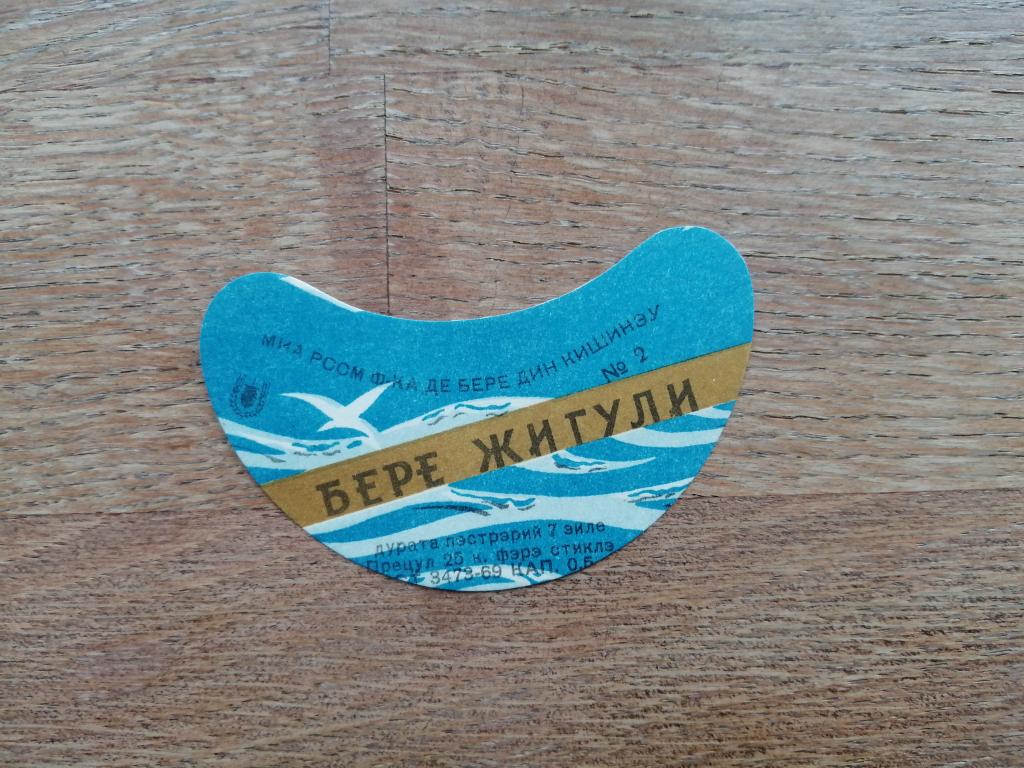 МИА РССМ Ф-КА ДЕ БЕРЕ ДИН КИШИНЭУ
№ 2
БЕРЕ ЖИГУЛИ
дурата пэстрэрий 7 зиле
Прецул 25 к. фэрэ стиклэ
3473-69 КАП. 0,5